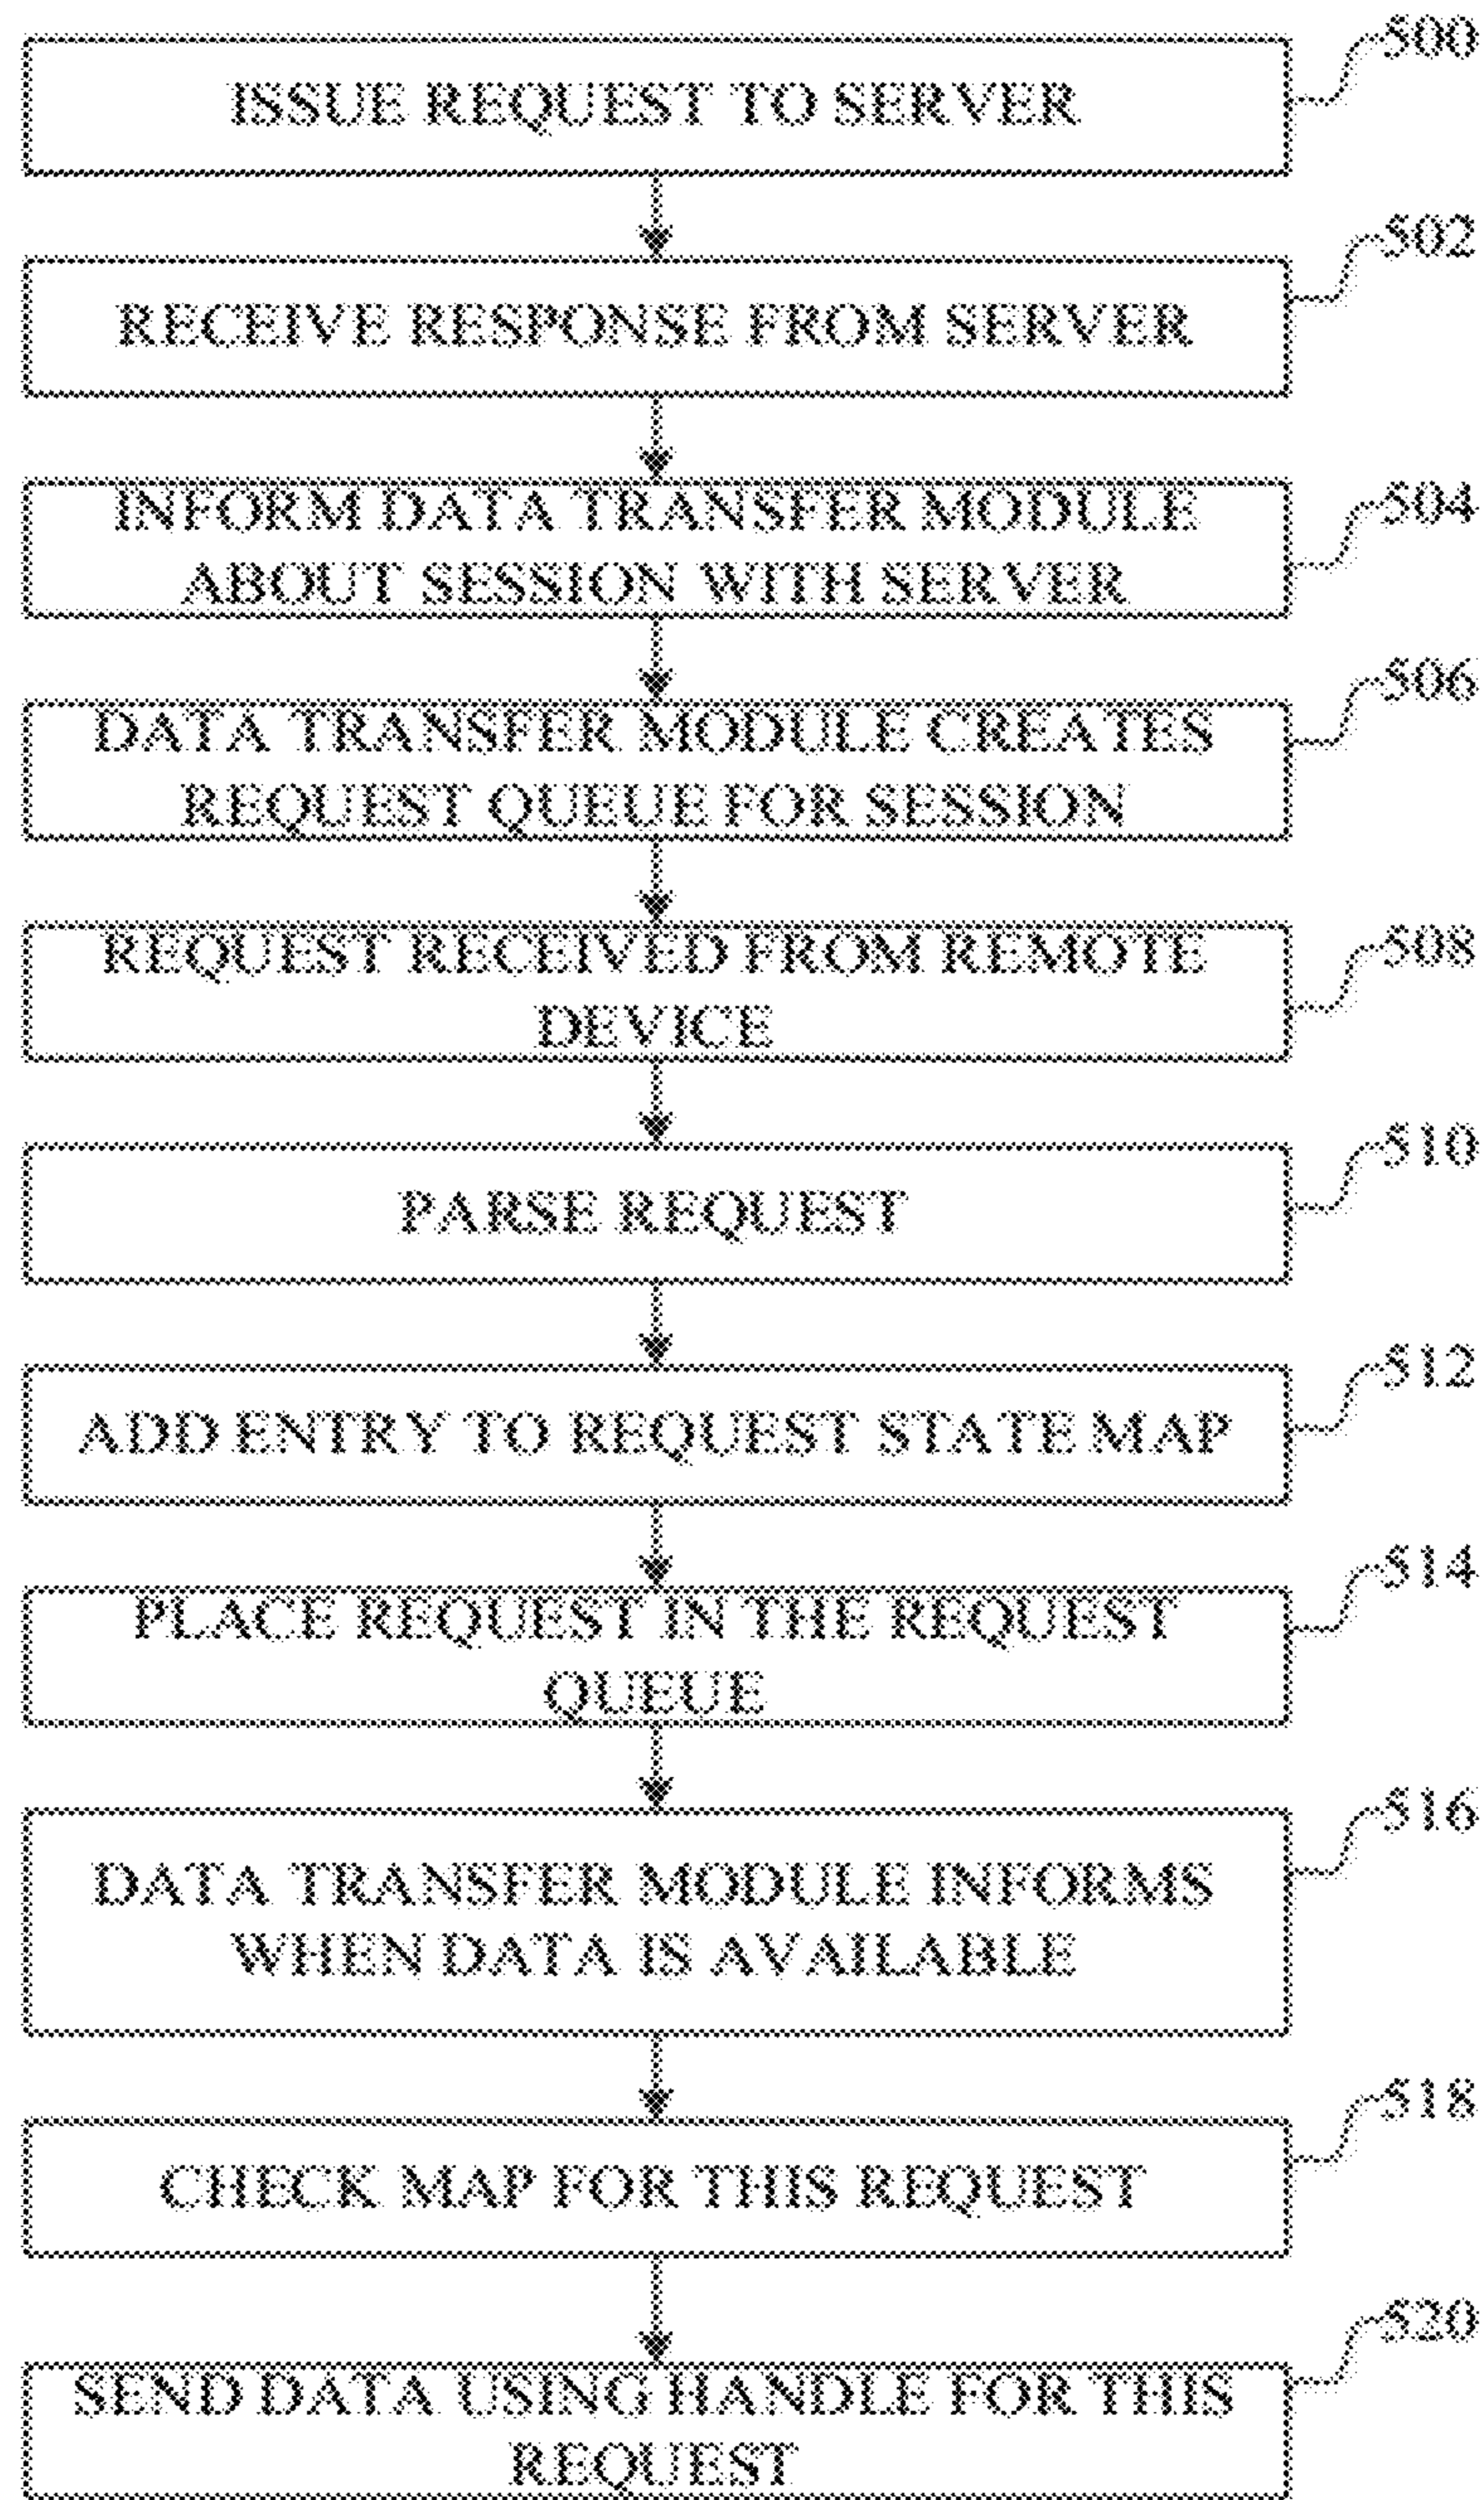 500
ISSUE REQUEST TO SERVER
502
RECEIVE RESPONSE FROM SERVER
504
INFORM DATA TRANSFER MODULE
ABOUT SESSION WITH SERVER
506
DATA TRANSFER MODULE CREATES
REQUEST QUEUE FOR SESSION
508
REQUEST RECEIVED FROM REMOTE
DEVICE
510
PARSE REQUEST
512
ADD ENTRY TO REQUEST STATE MAP
514
PLACE REQUEST IN THE REQUEST
QUEUE
516
DATA TRANSFER MODULE INFORMS
WHEN DATA IS AVAILABLE
518
CHECK MAP FOR THIS REQUEST
520
SEND DATA USING HANDLE FOR THIS
REQUEST